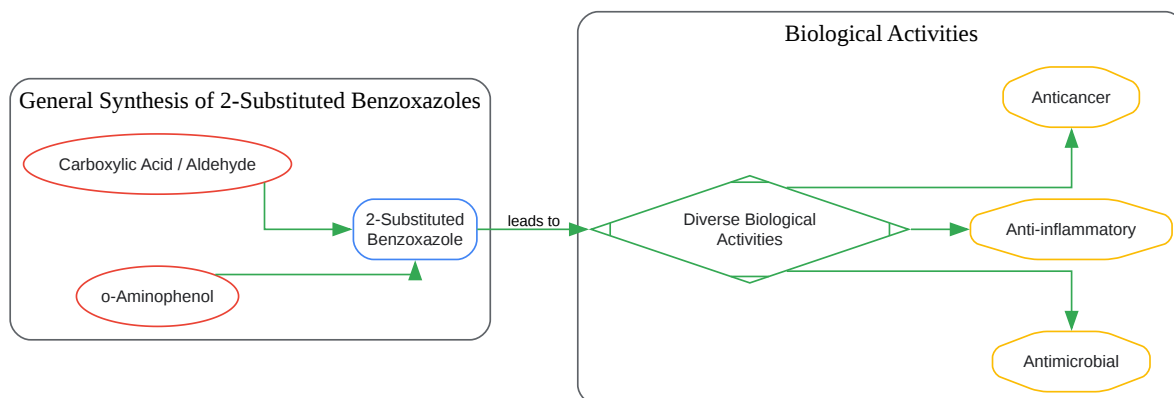 General Synthesis of 2-Substituted Benzoxazoles
Carboxylic Acid / Aldehyde
o-Aminophenol
2-Substituted
Benzoxazole
leads to
Biological Activities
Diverse Biological
Activities
Anticancer
Anti-inflammatory
Antimicrobial